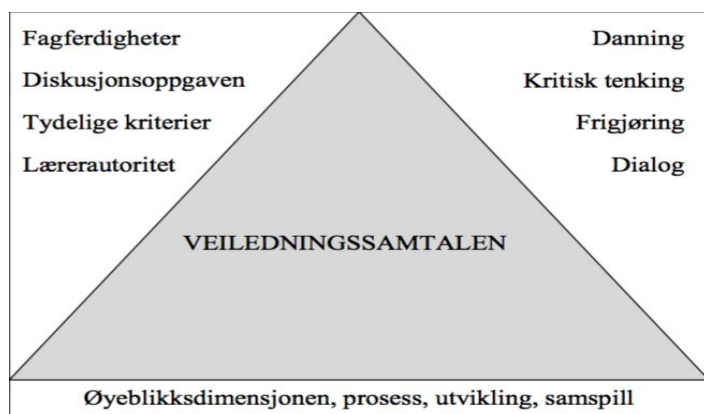 Fagferdigheter
Diskusjonsoppgaven
Tydelige kriterier
Lærerautoritet
Danning
Kritisk tenking
Frigjøring
Dialog
VEILEDNINGSSAMTALEN
Øyeblikksdimensjonen, prosess, utvikling, samspill